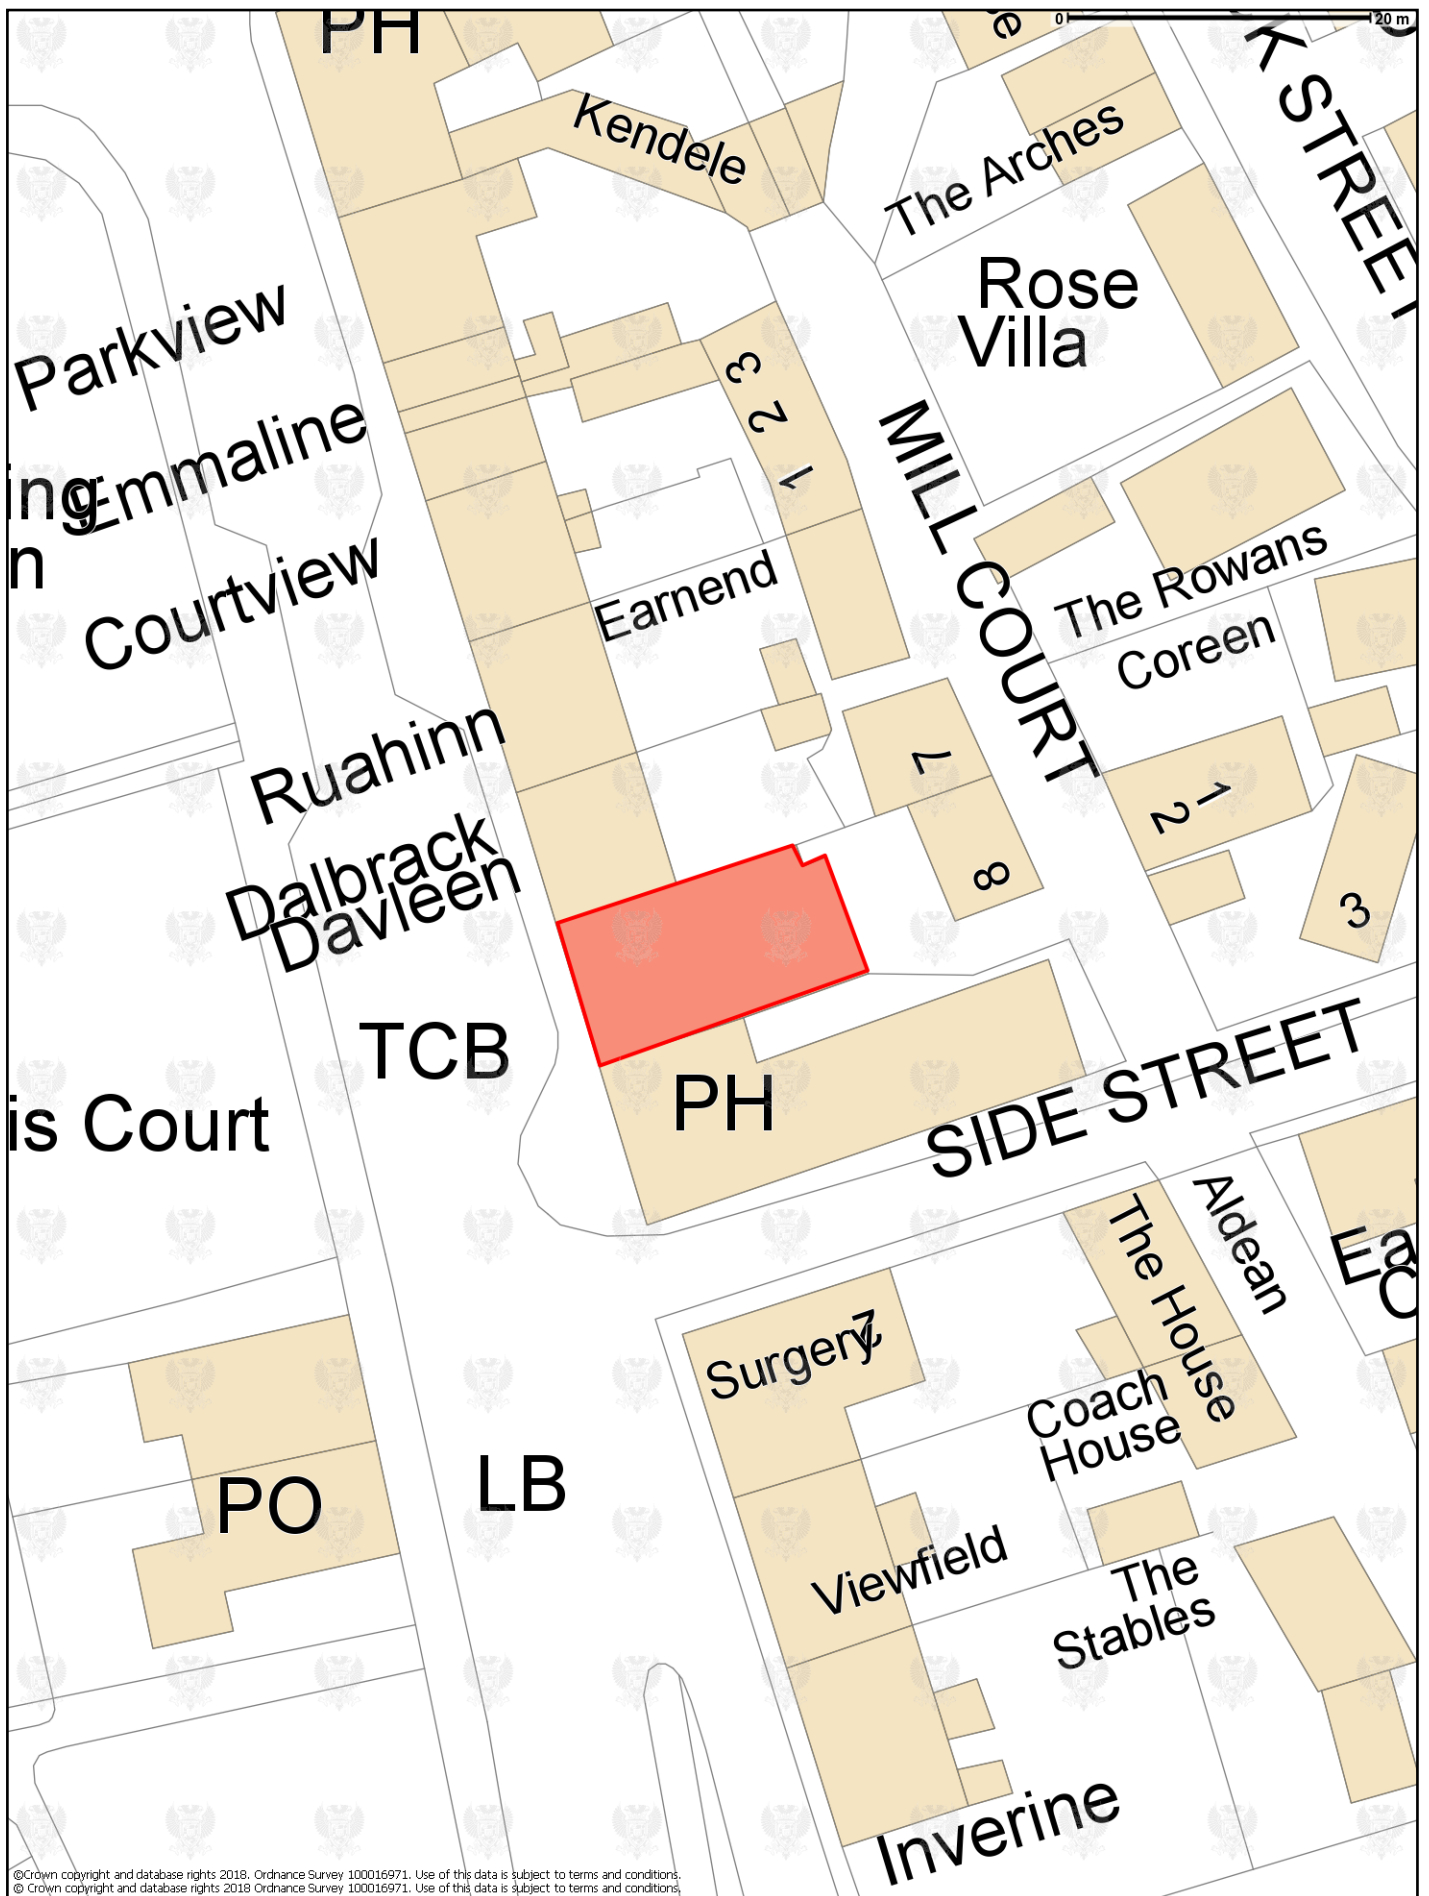 PH
0
20 m
Kendele
The Arches
K STREET
Rose
Villa
Parkview
Emmaline
ing
n
Courtview
3
2
1
MILL COURT
Earnend
The Rowans
Coreen
Ruahinn
7
8
1
2
3
Dalbrack
Davleen
TCB
is Court
PH
SIDE STREET
Aldean
The House
Surgery
2
Coach
House
PO
LB
Viewfield
The
Stables
Inverine
©Crown copyright and database rights 2018. Ordnance Survey 100016971. Use of this data is subject to terms and conditions.
© Crown copyright and database rights 2018 Ordnance Survey 100016971. Use of this data is subject to terms and conditions.